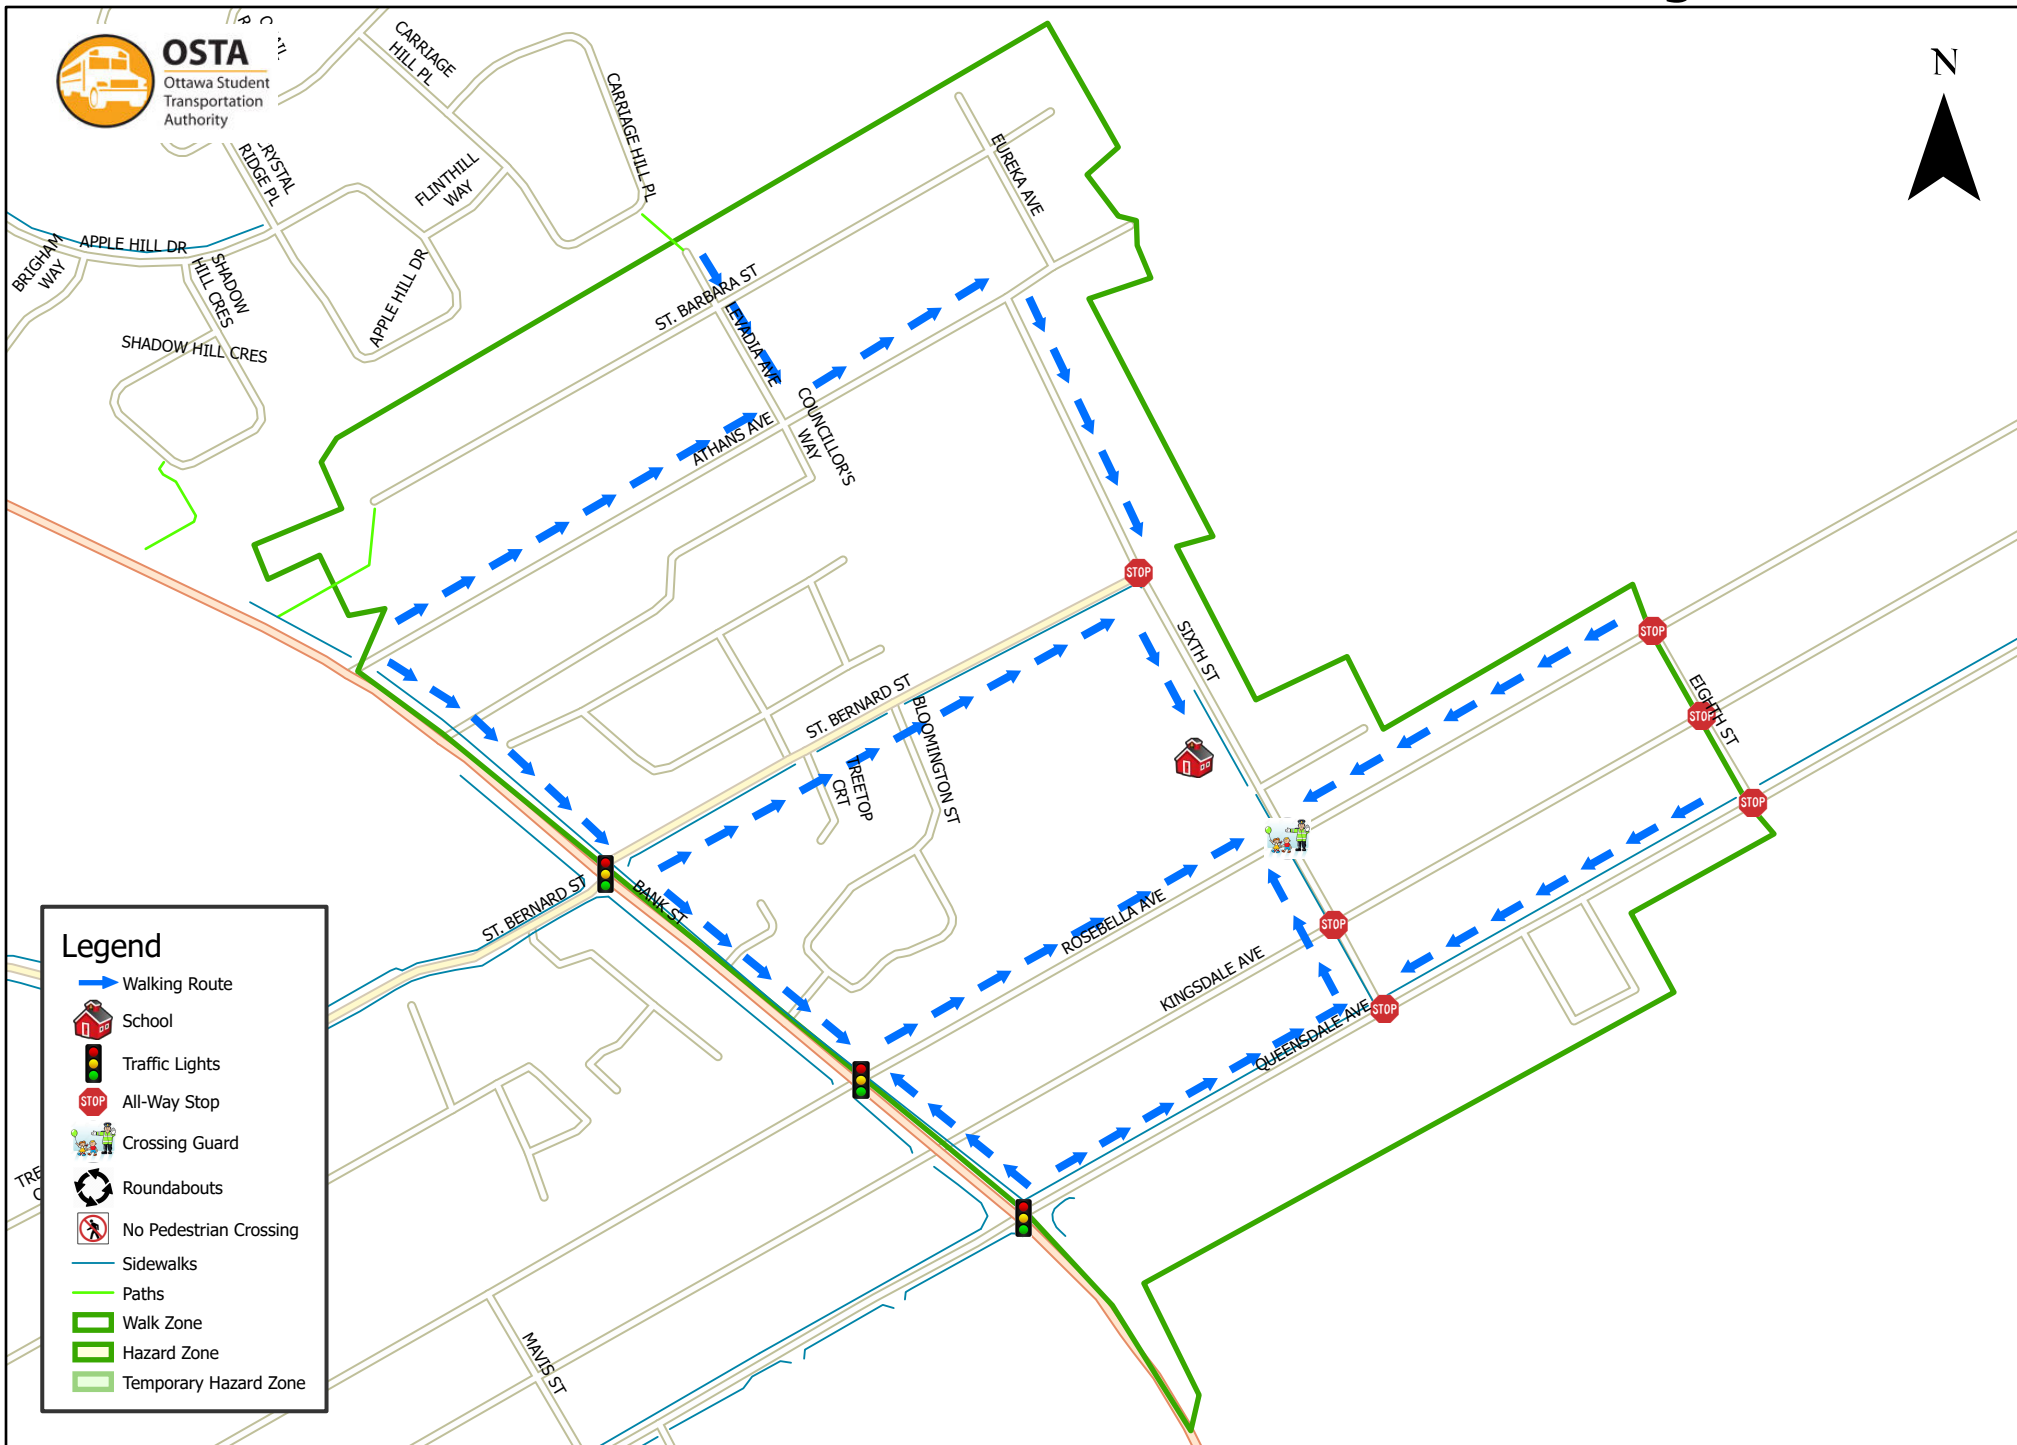 N
OSTA
Ottawa Student
Transportation
Authority
CARRIAGE
HILL PL
CARRIAGE HILL PL
CRYSTAL
RIDGE PL
FLINTHILL
WAY
EUREKA AVE
APPLE HILL DR
BRIGHAM
WAY
SHADOW
HILL CRES
APPLE HILL DR
SHADOW HILL CRES
ST. BARBARA ST
LEVADIA AVE
COUNCILLOR'S
WAY
ATHANS AVE
STOP
SIXTH ST
STOP
EIGHTH ST
STOP
ST. BERNARD ST
BLOOMINGTON ST
TREETOP
CRT
STOP
BANK ST
ST. BERNARD ST
ROSEBELLA AVE
STOP
KINGSDALE AVE
QUEENSDALE AVE
STOP
MAVIS ST
Legend
Walking Route
School
Traffic Lights
STOP
All-Way Stop
Crossing Guard
Roundabouts
No Pedestrian Crossing
Sidewalks
Paths
Walk Zone
Hazard Zone
Temporary Hazard Zone